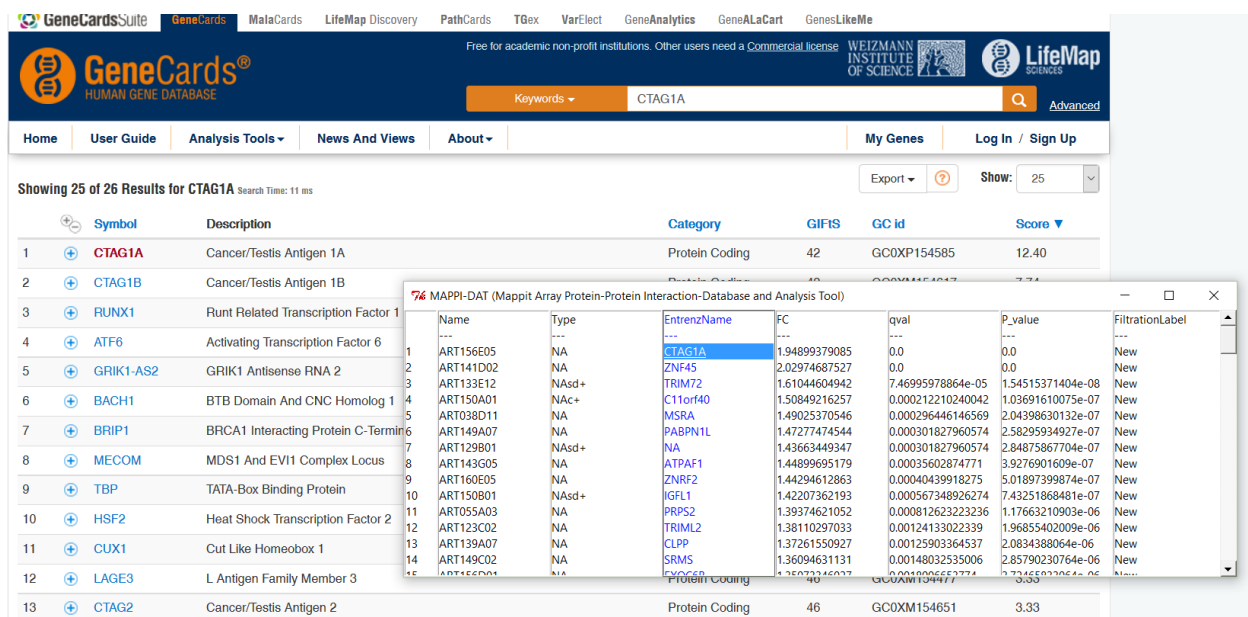 GeneCardsSuite GeneCards MalaCards LifeMap Discovery PathCards TGex VarElect GeneAnalytics GeneALaCart GenesLikeMe
Free for academic non-profit institutions. Other users need a Commercial license
WEIZMANN
INSTITUTE
OF SCIENCE
LifeMap
SCIENCES
GeneCards®
HUMAN GENE DATABASE
Keywords CTAG1A
Advanced
Home User Guide Analysis Tools News And Views About My Genes Log In / Sign Up
Showing 25 of 26 Results for CTAG1A Search Time: 11 ms Export ? Show: 25
Symbol Description Category GIFtS GC id Score ▼
1 CTAG1A Cancer/Testis Antigen 1A Protein Coding 42 GC0XP154585 12.40
2 CTAG1B Cancer/Testis Antigen 1B
3 RUNX1 Runt Related Transcription Factor 1
4 ATF6 Activating Transcription Factor 6
5 GRIK1-AS2 GRIK1 Antisense RNA 2
6 BACH1 BTB Domain And CNC Homolog 1
7 BRIP1 BRCA1 Interacting Protein C-Termin
8 MECOM MDS1 And EVI1 Complex Locus
9 TBP TATA-Box Binding Protein
10 HSF2 Heat Shock Transcription Factor 2
11 CUX1 Cut Like Homeobox 1
12 LAGE3 L Antigen Family Member 3 Protein Coding 46 GC0XM154477 3.33
13 CTAG2 Cancer/Testis Antigen 2 Protein Coding 46 GC0XM154651 3.33
MAPPI-DAT (Mappit Array Protein-Protein Interaction-Database and Analysis Tool)
Name Type EntrenzName FC qval P_value FiltrationLabel
--- --- --- --- --- --- ---
1 ART156E05 NA CTAG1A 1.94899379085 0.0 0.0 New
2 ART141D02 NA ZNF45 2.02974687527 0.0 0.0 New
3 ART133E12 NAsd+ TRIM72 1.61044604942 7.46995978864e-05 1.54515371404e-08 New
4 ART150A01 NAc+ C11orf40 1.50849216257 0.000212210240042 1.03691610075e-07 New
5 ART038D11 NA MSRA 1.49025370546 0.000296446146569 2.04398630132e-07 New
6 ART149A07 NA PABPN1L 1.47277474544 0.000301827960574 2.58295934927e-07 New
7 ART129B01 NAsd+ NA 1.43663449347 0.000301827960574 2.84875867704e-07 New
8 ART143G05 NA ATPAF1 1.44899695179 0.00035602874771 3.9276901609e-07 New
9 ART160E05 NA ZNRF2 1.44294612863 0.00040439918275 5.01897399874e-07 New
10 ART150B01 NAsd+ IGFL1 1.42207362193 0.000567348926274 7.43251868481e-07 New
11 ART055A03 NA PRPS2 1.39374621052 0.000812623223236 1.17663210903e-06 New
12 ART123C02 NA TRIML2 1.38110297033 0.00124133022339 1.96855402009e-06 New
13 ART139A07 NA CLPP 1.37261550927 0.00125903364537 2.0834388064e-06 New
14 ART149C02 NA SRMS 1.36094631131 0.00148032535006 2.85790230764e-06 New